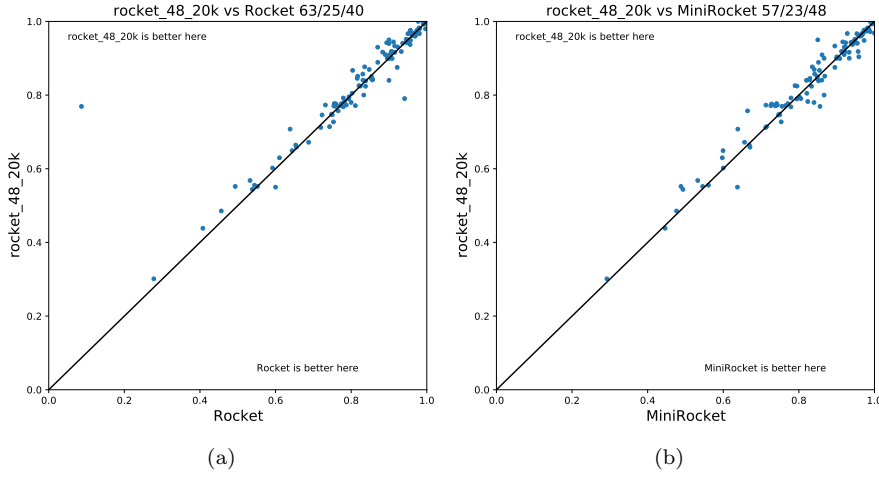 rocket_48_20k vs Rocket 63/25/40
rocket_48_20k is better here
1.0
0.8
0.6
0.4
0.2
0.0
rocket_48_20k
Rocket is better here
0.0 0.2 0.4 0.6 0.8 1.0
Rocket
(a)
rocket_48_20k vs MiniRocket 57/23/48
rocket_48_20k is better here
1.0
0.8
0.6
0.4
0.2
0.0
rocket_48_20k
MiniRocket is better here
0.0 0.2 0.4 0.6 0.8 1.0
MiniRocket
(b)